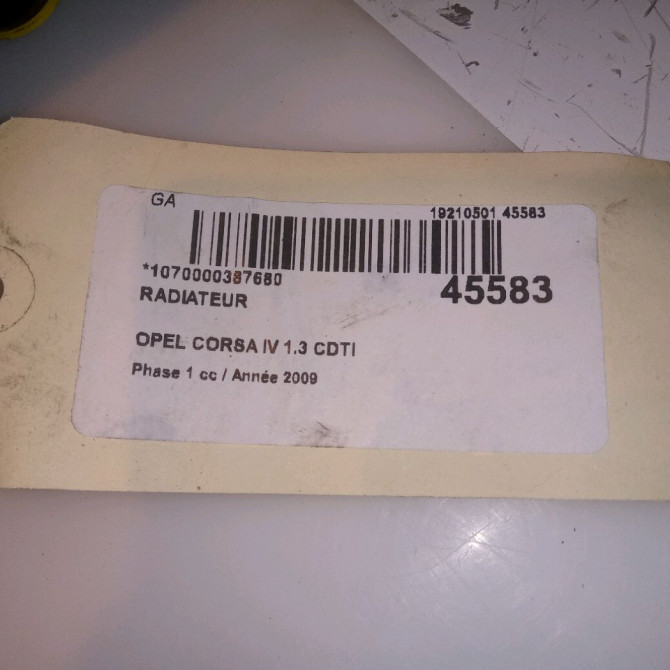 GA
19210501 45583
*1070000387680
45583
RADIATEUR
OPEL CORSA IV 1.3 CDTI
Phase 1 cc / Année 2009